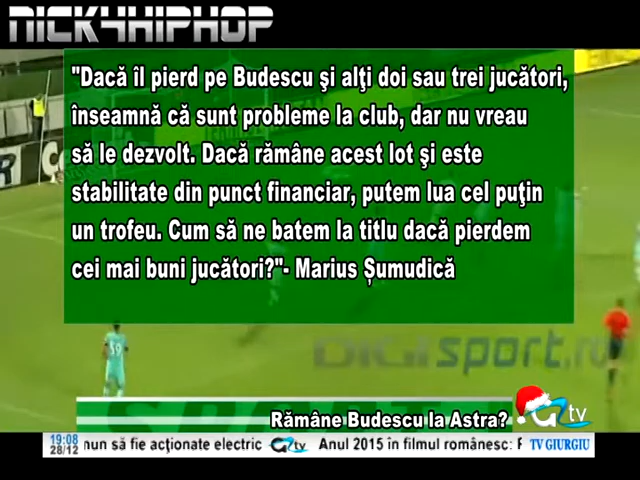 NICK4HIPHOP
"Dacă îl pierd pe Budescu şi alţi doi sau trei jucători,
înseamnă că sunt probleme la club, dar nu vreau
să le dezvolt. Dacă rămâne acest lot şi este
stabilitate din punct financiar, putem lua cel puţin
un trofeu. Cum să ne batem la titlu dacă pierdem
cei mai buni jucători?"- Marius Șumudică
DIGIsport.ro
Rămâne Budescu la Astra?
G tv
19:08
28/12
nun să fie acţionate electric
G tv
Anul 2015 în filmul românesc: F
TV GIURGIU